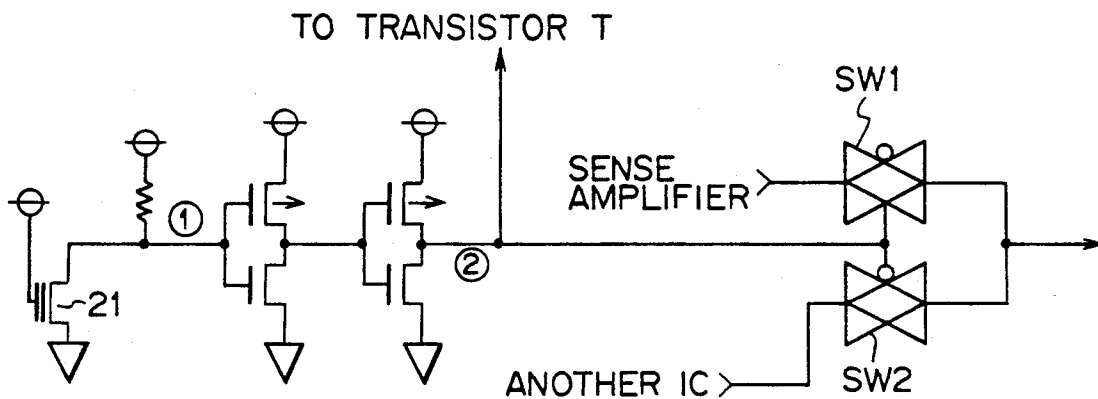 TO TRANSISTOR T
SW1
SENSE
AMPLIFIER
①
②
21
ANOTHER IC
SW2